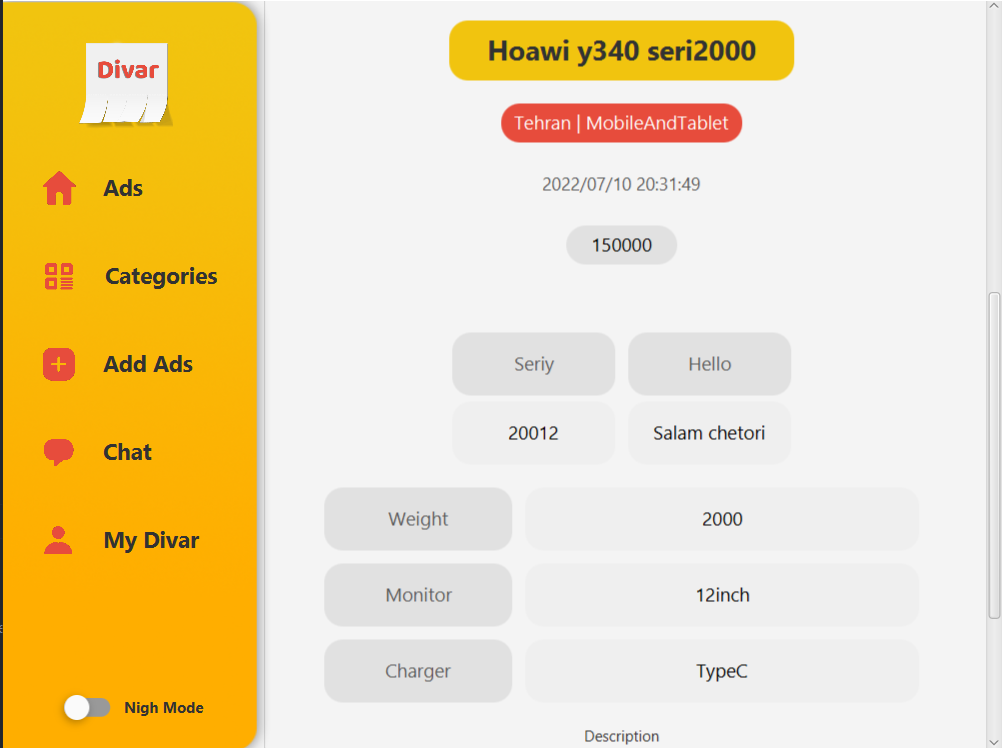 Divar
Ads
Categories
Add Ads
Chat
My Divar
Nigh Mode
Hoawi y340 seri2000
Tehran | MobileAndTablet
2022/07/10 20:31:49
150000
Seriy Hello
20012 Salam chetori
Weight 2000
Monitor 12inch
Charger TypeC
Description